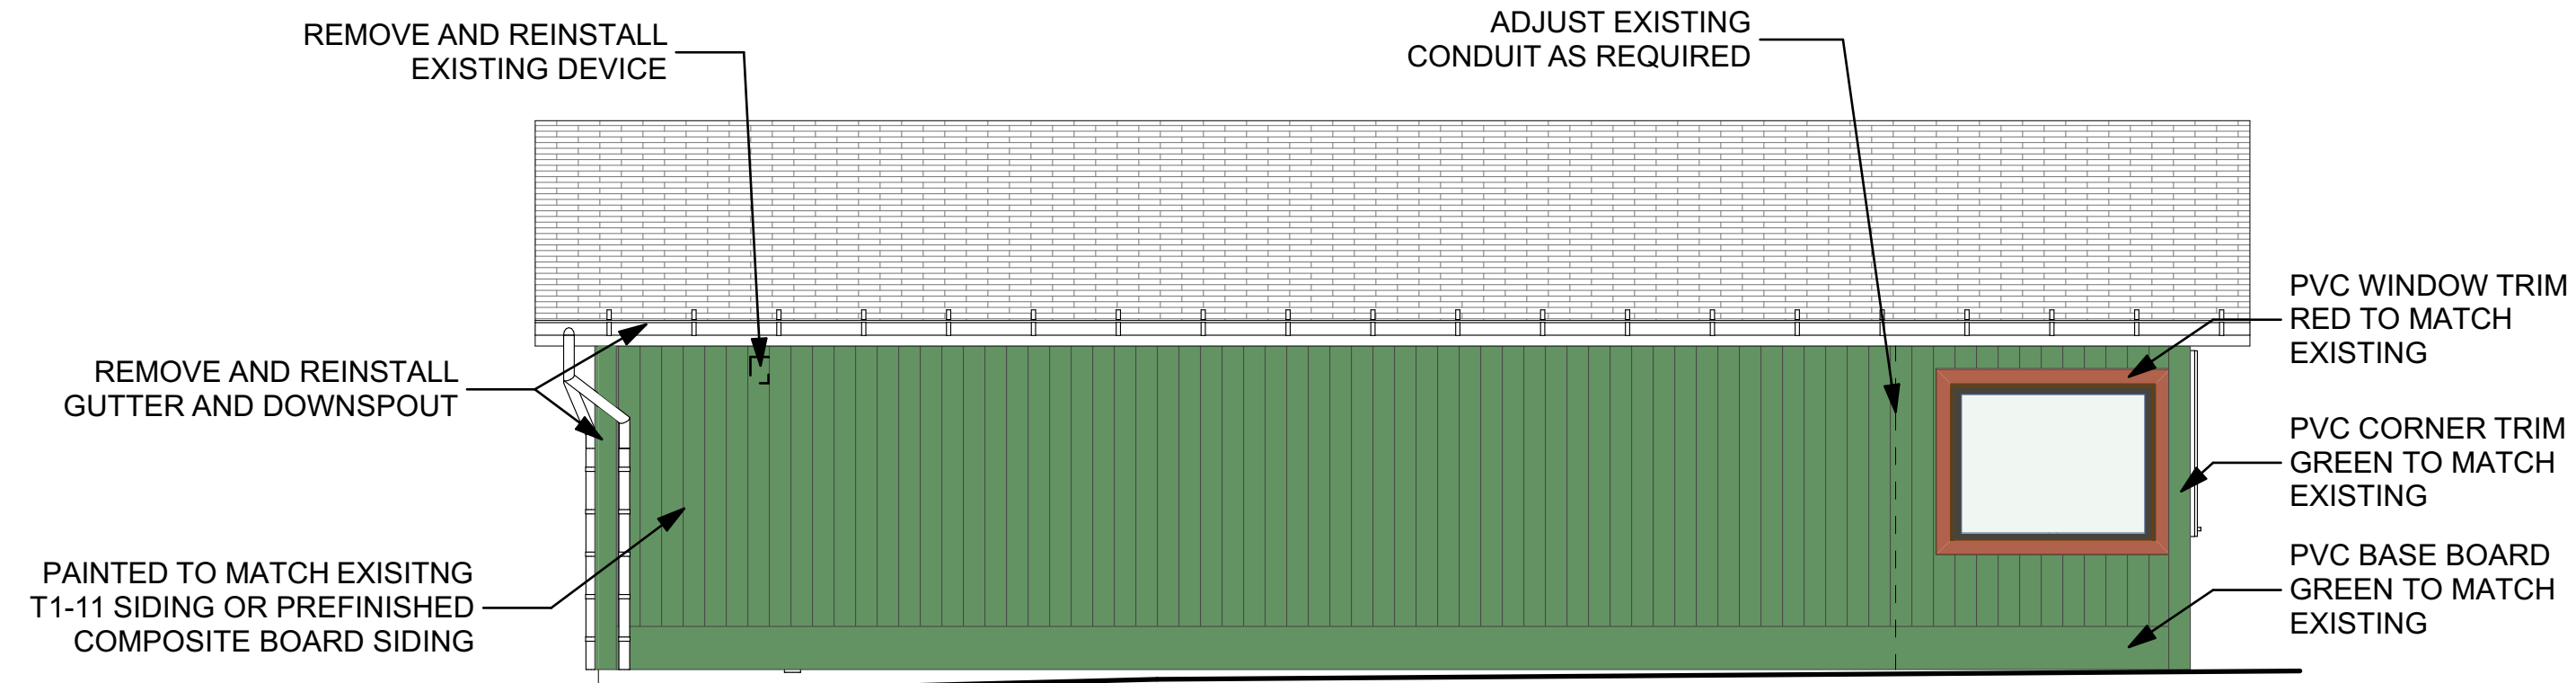 REMOVE AND REINSTALL
EXISTING DEVICE
ADJUST EXISTING
CONDUIT AS REQUIRED
REMOVE AND REINSTALL
GUTTER AND DOWNSPOUT
PAINTED TO MATCH EXISITNG
T1-11 SIDING OR PREFINISHED
COMPOSITE BOARD SIDING
PVC WINDOW TRIM
RED TO MATCH
EXISTING
PVC CORNER TRIM
GREEN TO MATCH
EXISTING
PVC BASE BOARD
GREEN TO MATCH
EXISTING